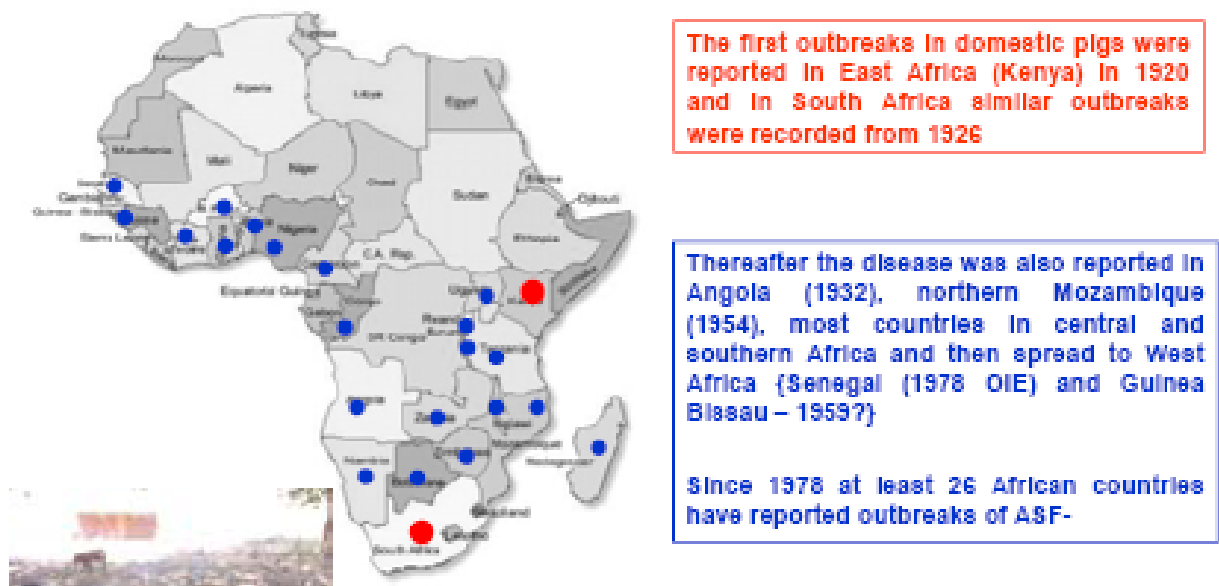 Tunisia
Algeria
Libye
Egypt
Mauritania
Mali
Niger
Chad
Sudan
Eritrea
Djibouti
Gambia
Guinea - Bissau
Sierra Leone
Nigeria
Ethiopia
C.A. Rep.
Equatorial Guinea
Uganda
Gabon
DR Congo
Tanzania
Angola
Zambia
Mozambique
Namibia
Botswana
Madagascar
Swaziland
Lesotho
South Africa
The first outbreaks in domestic pigs were
reported in East Africa (Kenya) in 1920
and in South Africa similar outbreaks
were recorded from 1926
Thereafter the disease was also reported in
Angola (1932), northern Mozambique
(1954), most countries in central and
southern Africa and then spread to West
Africa {Senegal (1978 OIE) and Guinea
Bissau – 1959?}
Since 1978 at least 26 African countries
have reported outbreaks of ASF-